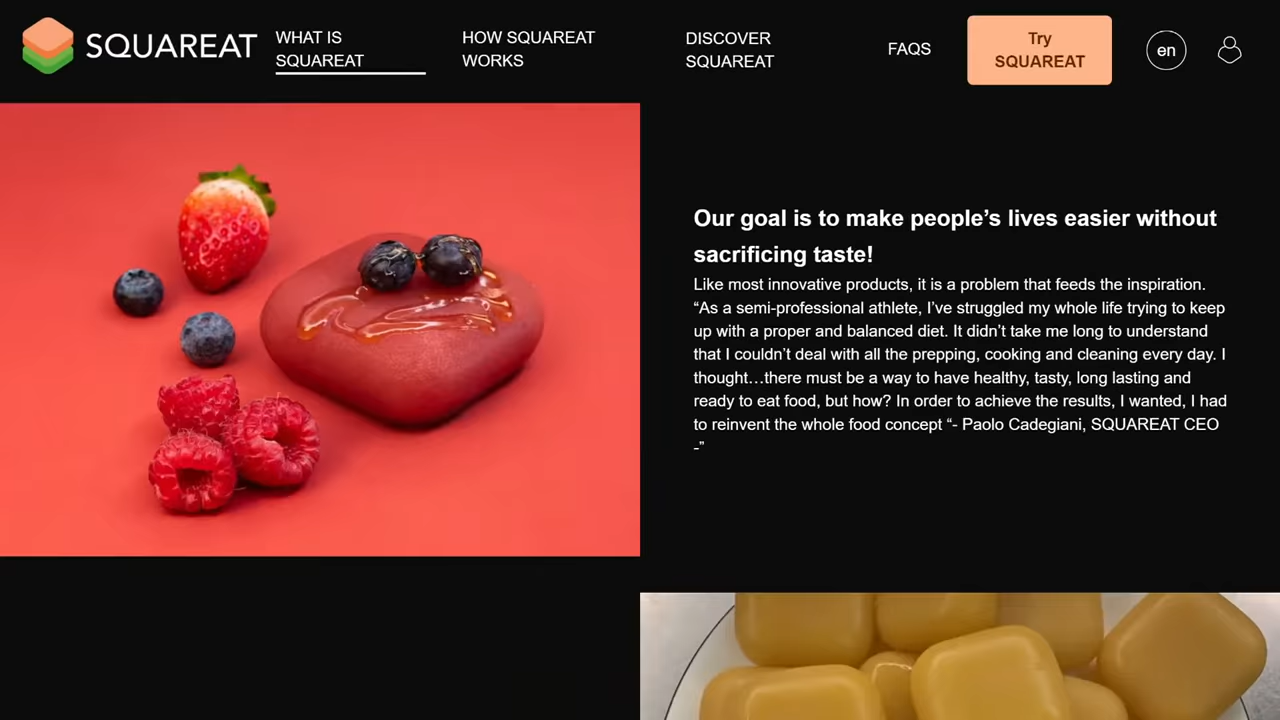 SQUAREAT
WHAT IS
SQUAREAT
HOW SQUAREAT
WORKS
DISCOVER
SQUAREAT
FAQS
Try
SQUAREAT
en
Our goal is to make people’s lives easier without
sacrificing taste!
Like most innovative products, it is a problem that feeds the inspiration.
“As a semi-professional athlete, I’ve struggled my whole life trying to keep
up with a proper and balanced diet. It didn’t take me long to understand
that I couldn’t deal with all the prepping, cooking and cleaning every day. I
thought…there must be a way to have healthy, tasty, long lasting and
ready to eat food, but how? In order to achieve the results, I wanted, I had
to reinvent the whole food concept “- Paolo Cadegiani, SQUAREAT CEO
-”